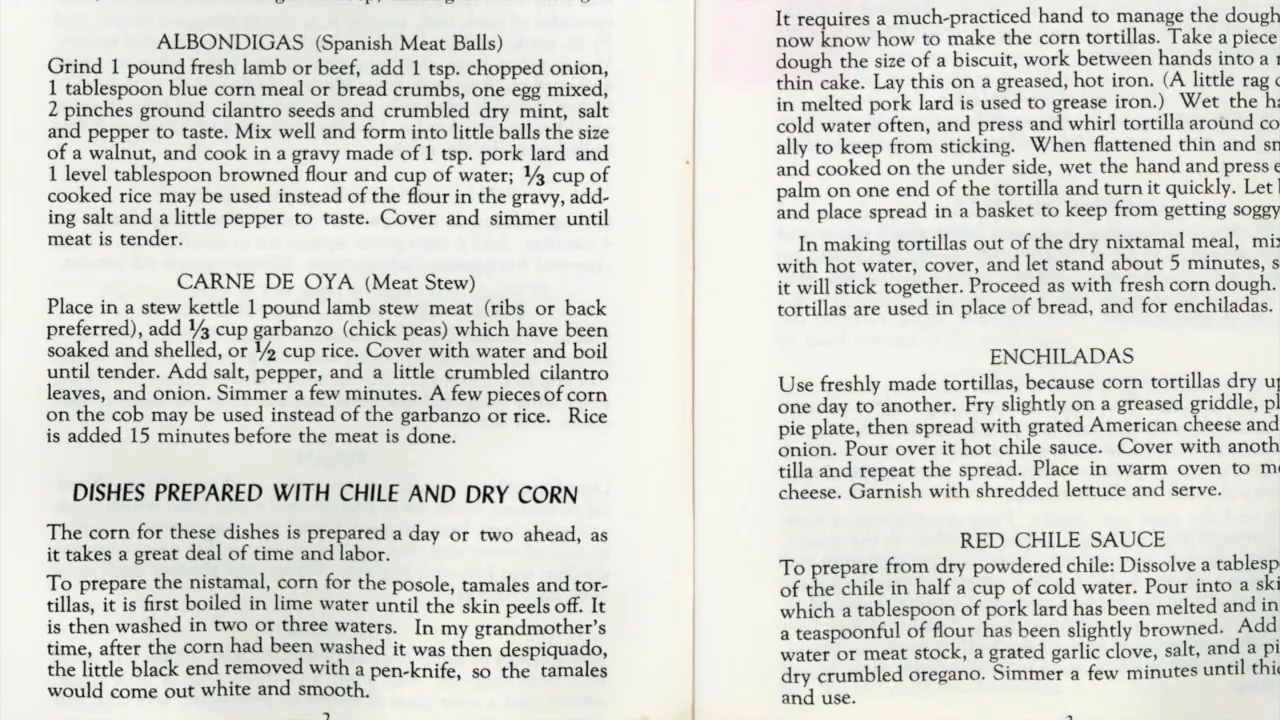 ALBONDIGAS (Spanish Meat Balls)
Grind 1 pound fresh lamb or beef, add 1 tsp. chopped onion,
1 tablespoon blue corn meal or bread crumbs, one egg mixed,
2 pinches ground cilantro seeds and crumbled dry mint, salt
and pepper to taste. Mix well and form into little balls the size
of a walnut, and cook in a gravy made of 1 tsp. pork lard and
1 level tablespoon browned flour and cup of water; ⅓ cup of
cooked rice may be used instead of the flour in the gravy, add-
ing salt and a little pepper to taste. Cover and simmer until
meat is tender.
CARNE DE OYA (Meat Stew)
Place in a stew kettle 1 pound lamb stew meat (ribs or back
preferred), add ⅓ cup garbanzo (chick peas) which have been
soaked and shelled, or ½ cup rice. Cover with water and boil
until tender. Add salt, pepper, and a little crumbled cilantro
leaves, and onion. Simmer a few minutes. A few pieces of corn
on the cob may be used instead of the garbanzo or rice. Rice
is added 15 minutes before the meat is done.
DISHES PREPARED WITH CHILE AND DRY CORN
The corn for these dishes is prepared a day or two ahead, as
it takes a great deal of time and labor.
To prepare the nistamal, corn for the posole, tamales and tor-
tillas, it is first boiled in lime water until the skin peels off. It
is then washed in two or three waters. In my grandmother's
time, after the corn had been washed it was then despiquado,
the little black end removed with a pen-knife, so the tamales
would come out white and smooth.
It requires a much-practiced hand to manage the dough
now know how to make the corn tortillas. Take a piece
dough the size of a biscuit, work between hands into a
thin cake. Lay this on a greased, hot iron. (A little rag
in melted pork lard is used to grease iron.) Wet the
cold water often, and press and whirl tortilla around
ally to keep from sticking. When flattened thin and
and cooked on the under side, wet the hand and press
palm on one end of the tortilla and turn it quickly. Let
and place spread in a basket to keep from getting soggy
In making tortillas out of the dry nixtamal meal, mix
with hot water, cover, and let stand about 5 minutes,
it will stick together. Proceed as with fresh corn dough.
tortillas are used in place of bread, and for enchiladas.
ENCHILADAS
Use freshly made tortillas, because corn tortillas dry
one day to another. Fry slightly on a greased griddle,
pie plate, then spread with grated American cheese and
onion. Pour over it hot chile sauce. Cover with
tilla and repeat the spread. Place in warm oven to
cheese. Garnish with shredded lettuce and serve.
RED CHILE SAUCE
To prepare from dry powdered chile: Dissolve a
of the chile in half a cup of cold water. Pour into a
which a tablespoon of pork lard has been melted and in
a teaspoonful of flour has been slightly browned. Add
water or meat stock, a grated garlic clove, salt, and a
dry crumbled oregano. Simmer a few minutes until
and use.